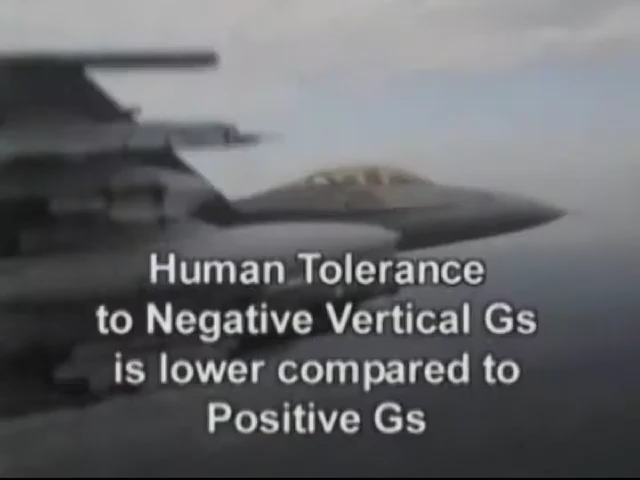 Human Tolerance
to Negative Vertical Gs
is lower compared to
Positive Gs